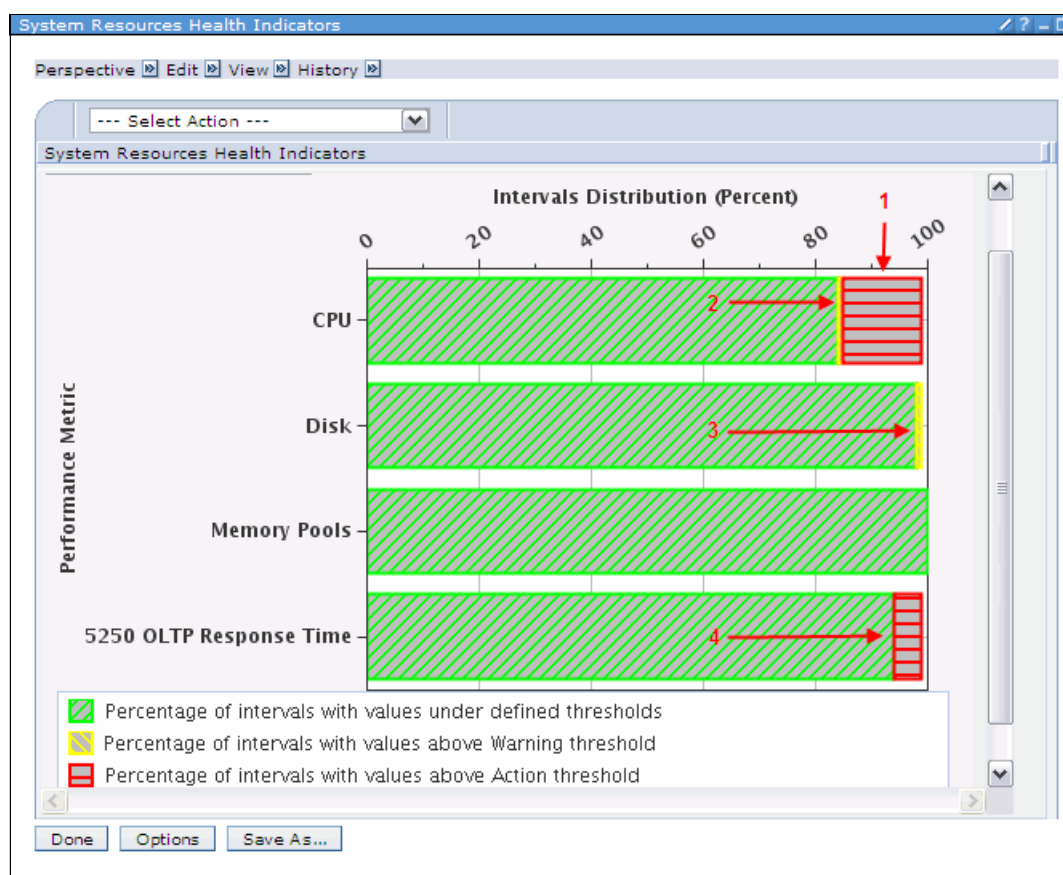 System Resources Health Indicators
Perspective Edit View History
--- Select Action ---
System Resources Health Indicators
Intervals Distribution (Percent)
1
0 20 40 60 80 100
CPU
2
Disk
3
Performance Metric
Memory Pools
5250 OLTP Response Time
4
Percentage of intervals with values under defined thresholds
Percentage of intervals with values above Warning threshold
Percentage of intervals with values above Action threshold
Done Options Save As...